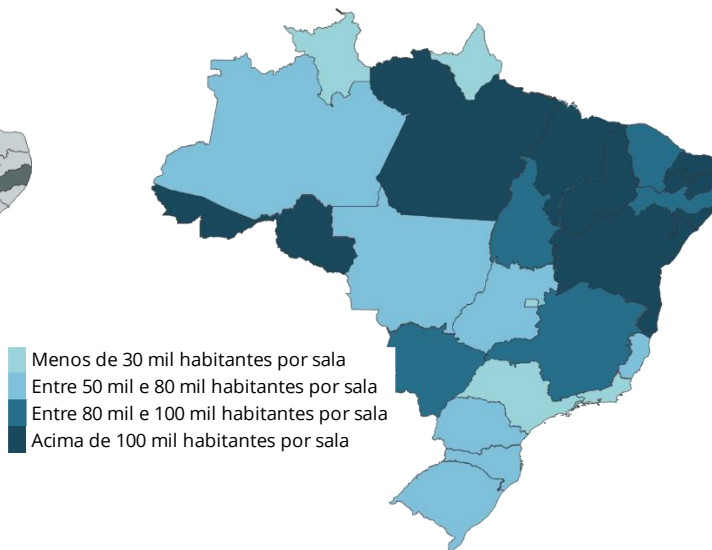 Menos de 30 mil habitantes por sala
Entre 50 mil e 80 mil habitantes por sala
Entre 80 mil e 100 mil habitantes por sala
Acima de 100 mil habitantes por sala